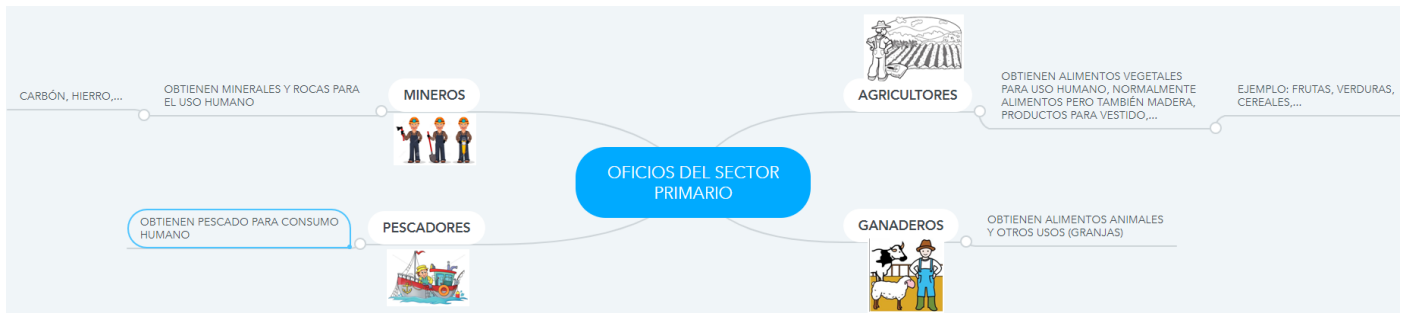 OFICIOS DEL SECTOR
PRIMARIO
MINEROS
OBTIENEN MINERALES Y ROCAS PARA
EL USO HUMANO
CARBÓN, HIERRO,...
PESCADORES
OBTIENEN PESCADO PARA CONSUMO
HUMANO
AGRICULTORES
OBTIENEN ALIMENTOS VEGETALES
PARA USO HUMANO, NORMALMENTE
ALIMENTOS PERO TAMBIÉN MADERA,
PRODUCTOS PARA VESTIDO,...
EJEMPLO: FRUTAS, VERDURAS,
CEREALES,...
GANADEROS
OBTIENEN ALIMENTOS ANIMALES
Y OTROS USOS (GRANJAS)